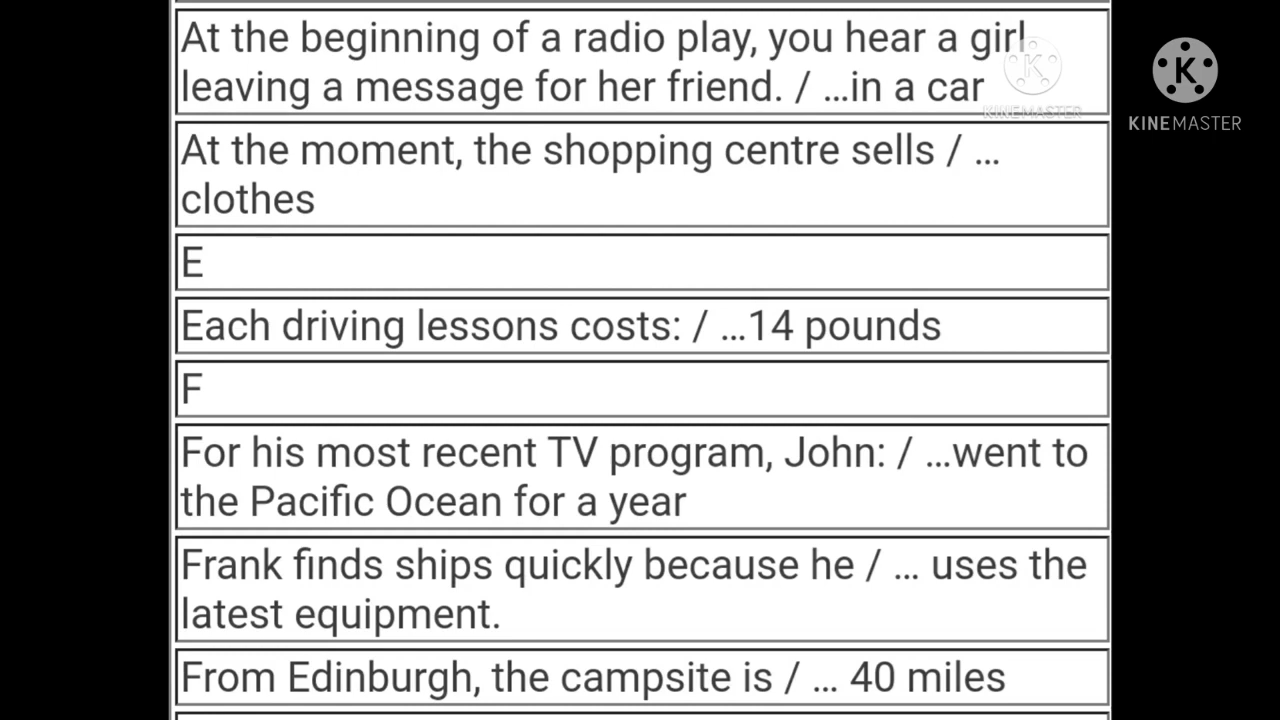 At the beginning of a radio play, you hear a girl
leaving a message for her friend. / …in a car
KINEMASTER
K
KINEMASTER
At the moment, the shopping centre sells / …
clothes
E
Each driving lessons costs: / …14 pounds
F
For his most recent TV program, John: / …went to
the Pacific Ocean for a year
Frank finds ships quickly because he / … uses the
latest equipment.
From Edinburgh, the campsite is / … 40 miles